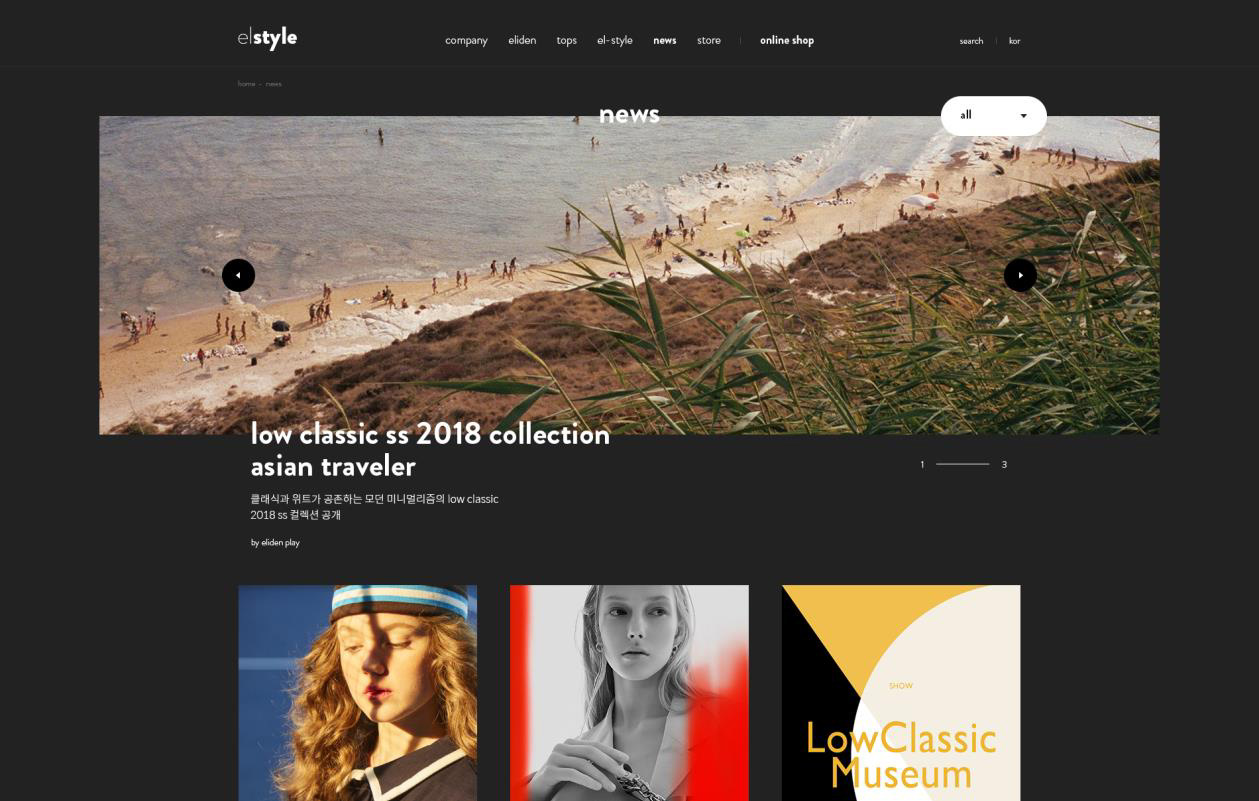 elstyle
company eliden tops el-style news store online shop
search kor
home - news
news
all
low classic ss 2018 collection
asian traveler
1 3
클래식과 위트가 공존하는 모던 미니멀리즘의 low classic
2018 ss 컬렉션 공개
by eliden play
SHOW
LowClassic
Museum